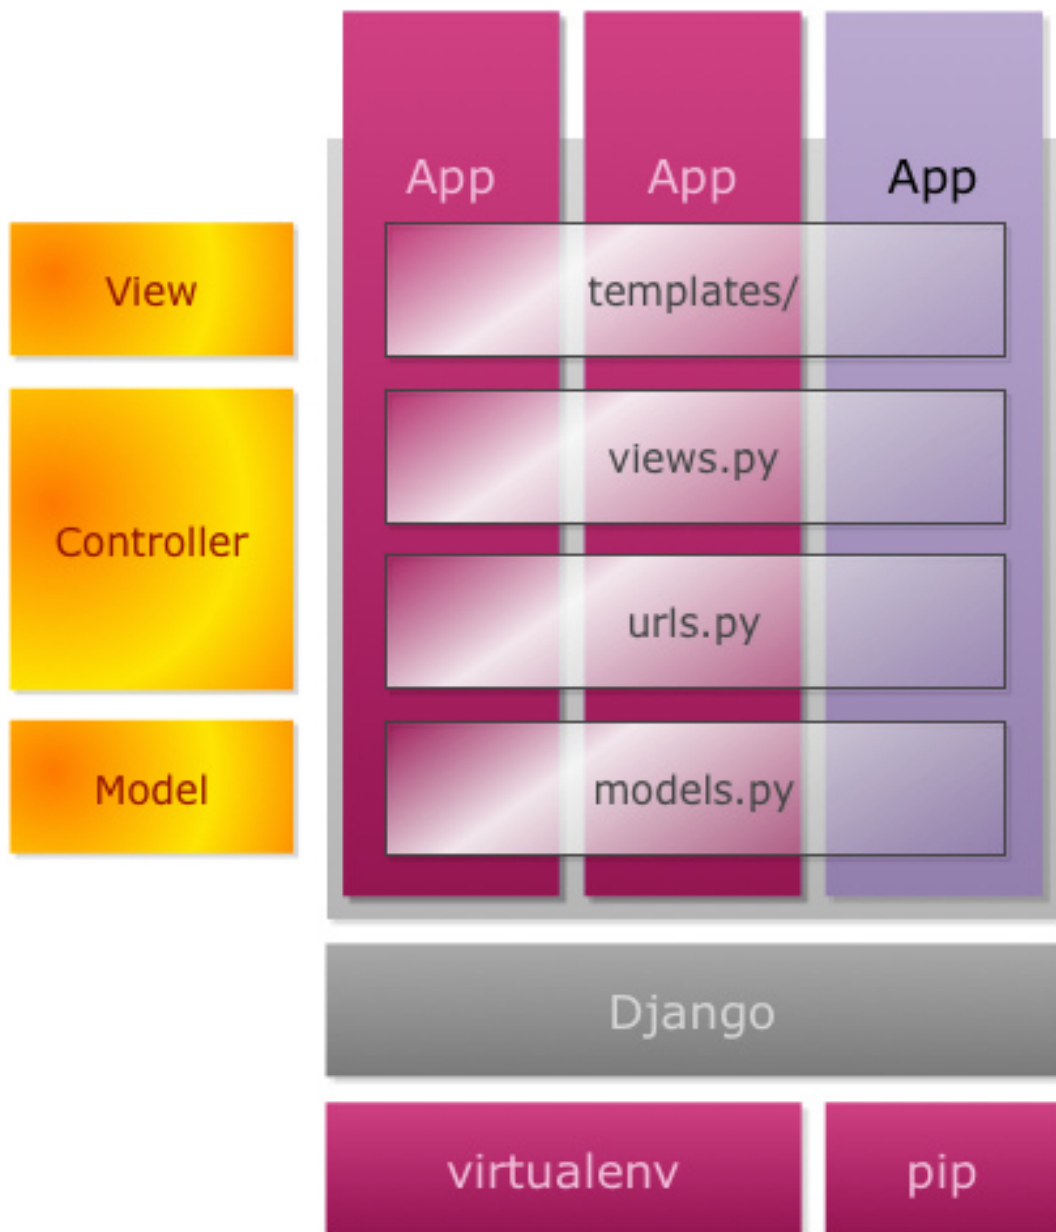 App
App
App
View
templates/
views.py
Controller
urls.py
Model
models.py
Django
virtualenv
pip